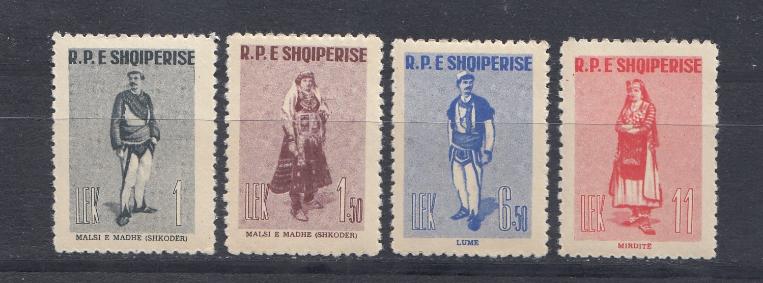 R.P.E SHQIPERISE
LEK 1
MALSI E MADHE (SHKODËR)
R.P.E SHQIPERISE
LEK 1.50
MALSI E MADHE (SHKODËR)
R.P.E SHQIPERISE
LEK 6.50
LUMË
R.P.E SHQIPERISE
LEK 11
MIRDITË